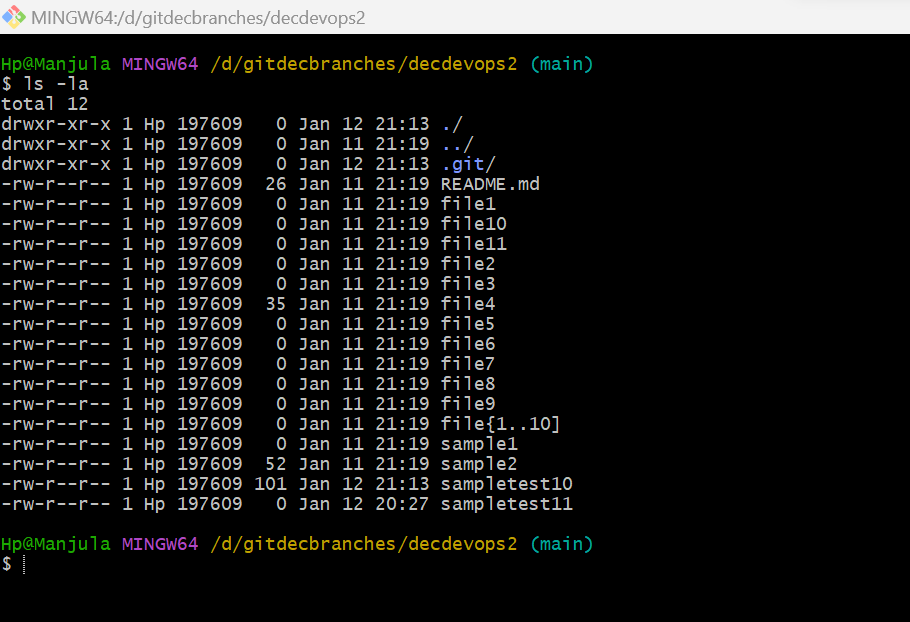 MINGW64:/d/gitdecbranches/decdevops2
Hp@Manjula MINGW64 /d/gitdecbranches/decdevops2 (main)
$ ls -la
total 12
drwxr-xr-x 1 Hp 197609   0 Jan 12 21:13 ./
drwxr-xr-x 1 Hp 197609   0 Jan 11 21:19 ../
drwxr-xr-x 1 Hp 197609   0 Jan 12 21:13 .git/
-rw-r--r-- 1 Hp 197609  26 Jan 11 21:19 README.md
-rw-r--r-- 1 Hp 197609   0 Jan 11 21:19 file1
-rw-r--r-- 1 Hp 197609   0 Jan 11 21:19 file10
-rw-r--r-- 1 Hp 197609   0 Jan 11 21:19 file11
-rw-r--r-- 1 Hp 197609   0 Jan 11 21:19 file2
-rw-r--r-- 1 Hp 197609   0 Jan 11 21:19 file3
-rw-r--r-- 1 Hp 197609  35 Jan 11 21:19 file4
-rw-r--r-- 1 Hp 197609   0 Jan 11 21:19 file5
-rw-r--r-- 1 Hp 197609   0 Jan 11 21:19 file6
-rw-r--r-- 1 Hp 197609   0 Jan 11 21:19 file7
-rw-r--r-- 1 Hp 197609   0 Jan 11 21:19 file8
-rw-r--r-- 1 Hp 197609   0 Jan 11 21:19 file9
-rw-r--r-- 1 Hp 197609   0 Jan 11 21:19 file{1..10]
-rw-r--r-- 1 Hp 197609   0 Jan 11 21:19 sample1
-rw-r--r-- 1 Hp 197609  52 Jan 11 21:19 sample2
-rw-r--r-- 1 Hp 197609 101 Jan 12 21:13 sampletest10
-rw-r--r-- 1 Hp 197609   0 Jan 12 20:27 sampletest11
Hp@Manjula MINGW64 /d/gitdecbranches/decdevops2 (main)
$